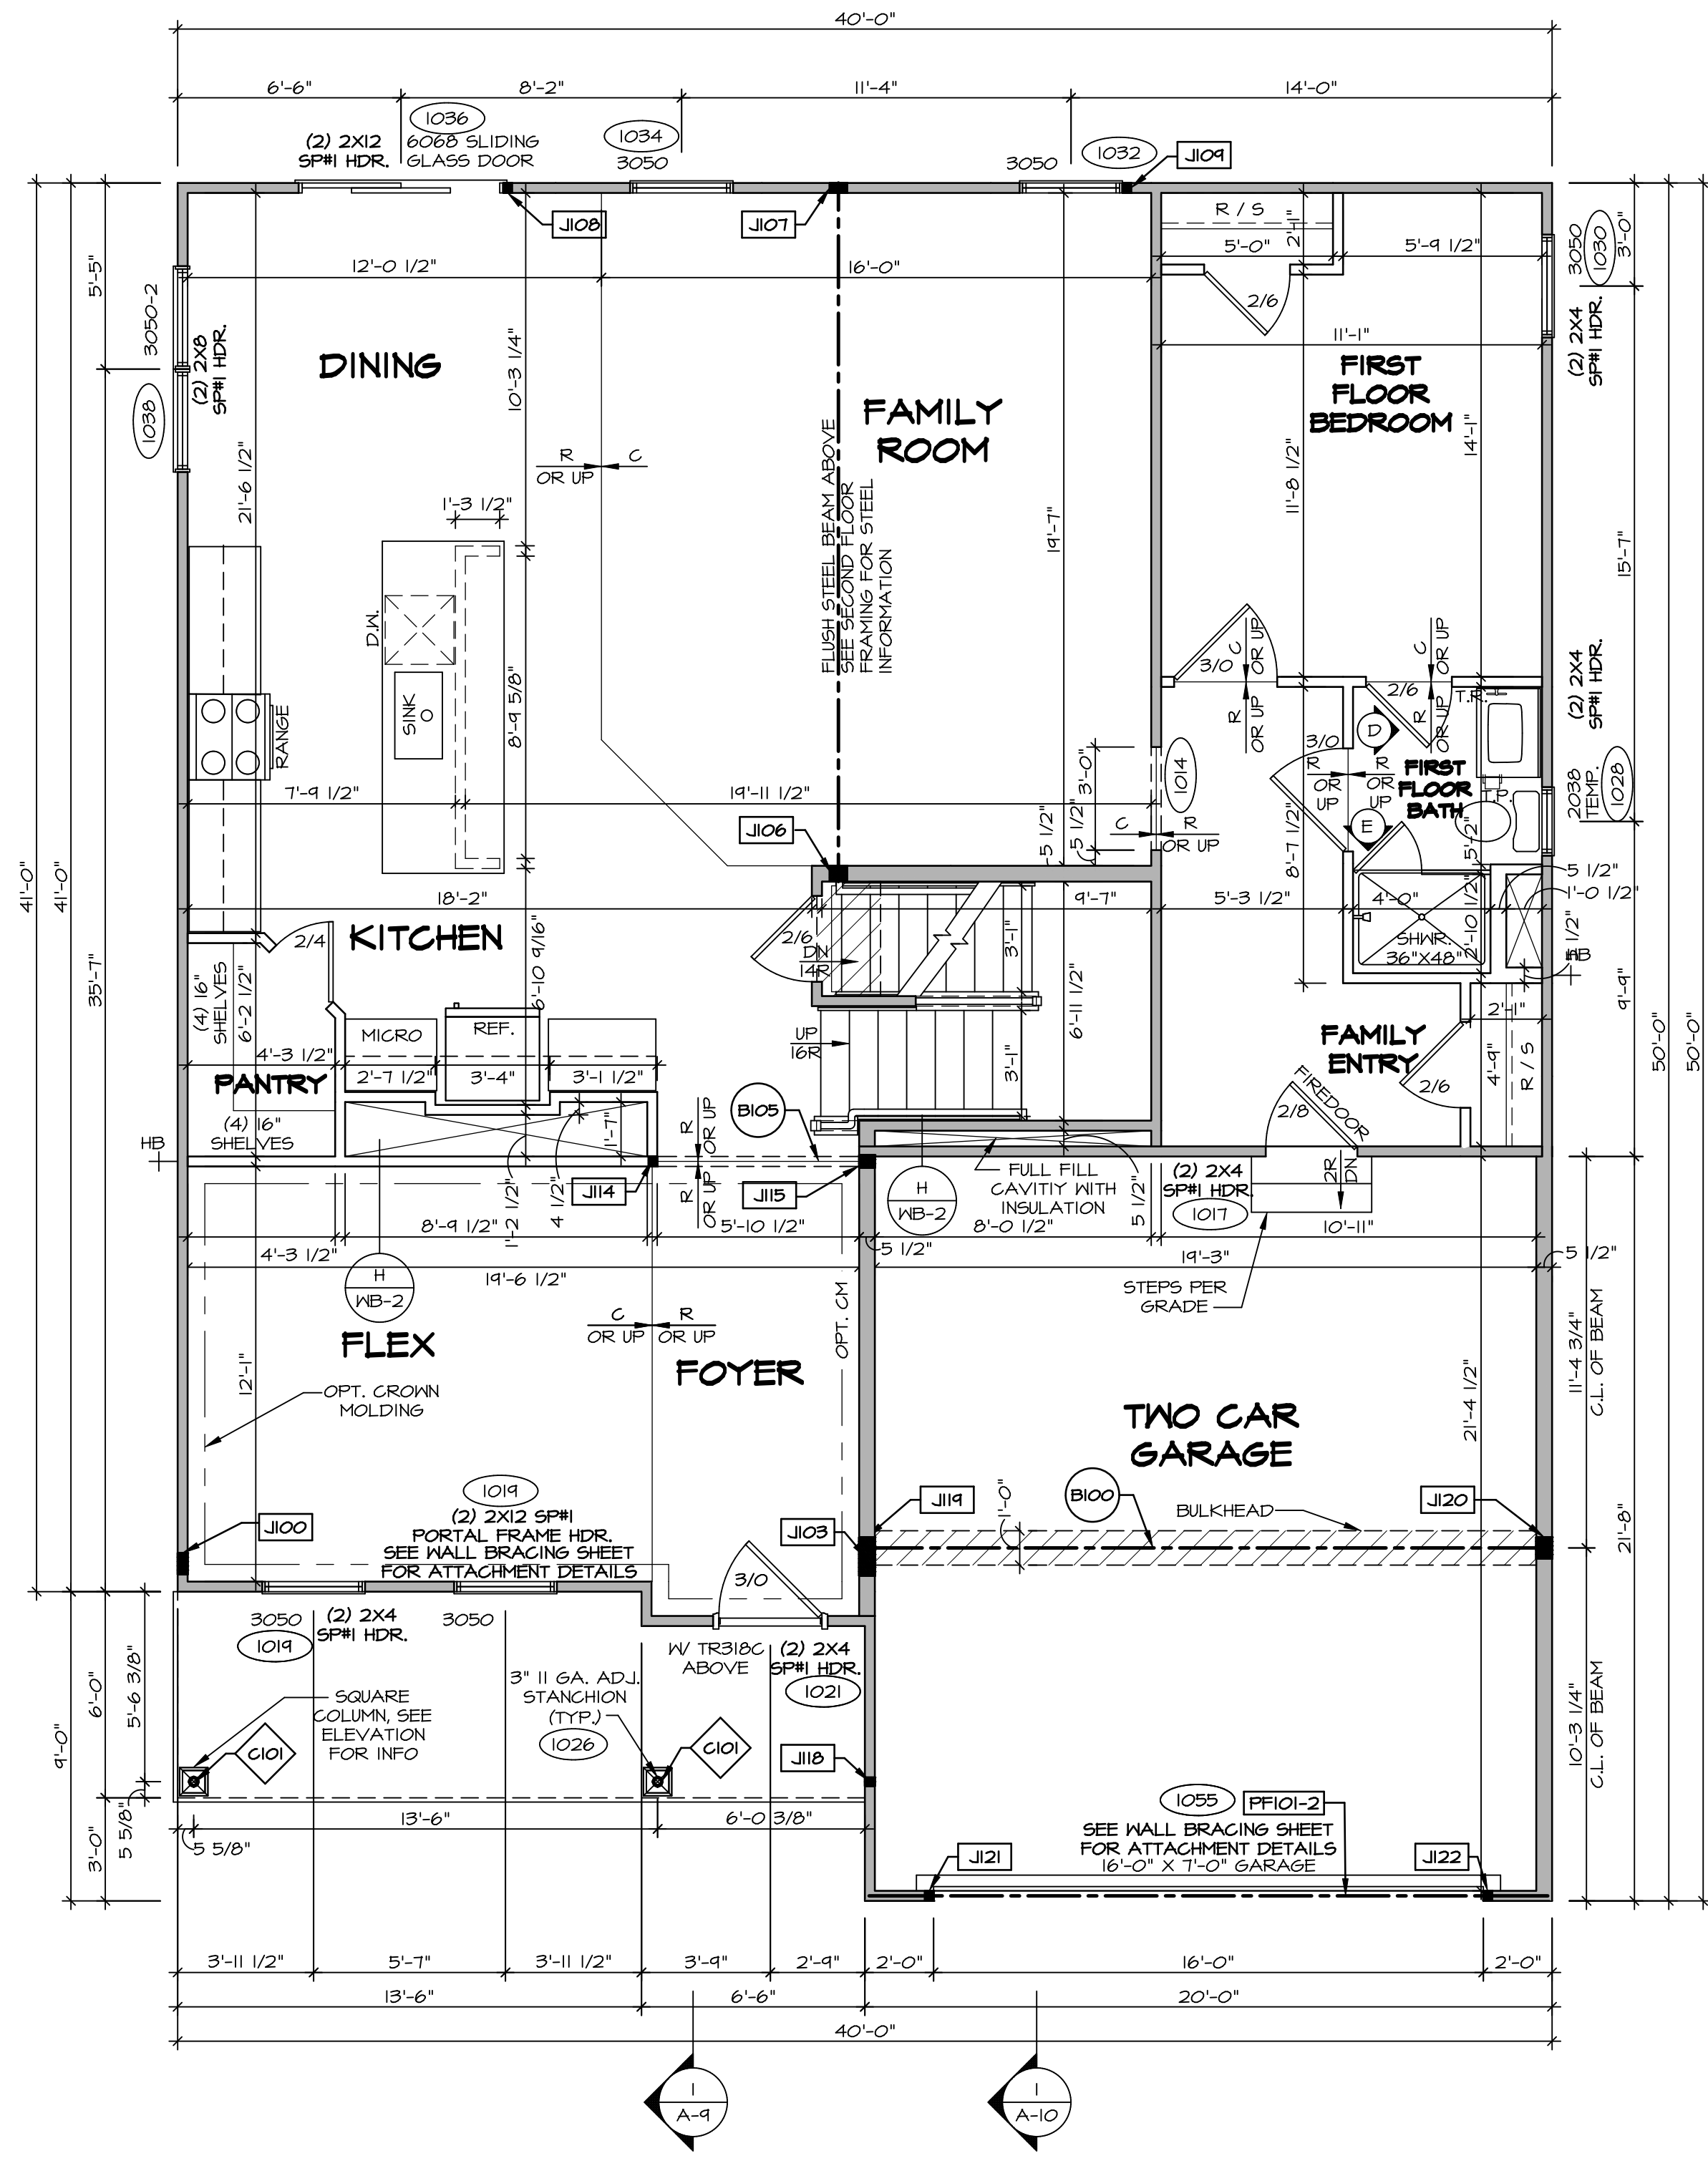 40'-0"
6'-6"
8'-2"
11'-4"
14'-0"
1036
(2) 2X12
SP#1 HDR.
6068 SLIDING
GLASS DOOR
1034
3050
3050
1032
J109
J108
J107
R / S
2'-1"
5'-0"
5'-9 1/2"
3050
1030
3'-0"
12'-0 1/2"
16'-0"
2/6
5'-5"
3050-2
(2) 2X8
SP#1 HDR.
1038
10'-3 1/4"
11'-1"
(2) 2X4
SP#1 HDR.
DINING
FAMILY
ROOM
FIRST
FLOOR
BEDROOM
14'-1"
11'-8 1/2"
R
C
OR UP
21'-6 1/2"
1'-3 1/2"
FLUSH STEEL BEAM ABOVE
SEE SECOND FLOOR
FRAMING FOR STEEL
INFORMATION
19'-7"
15'-7"
D.W.
SINK
RANGE
8'-9 5/8"
3/0
C
OR UP
R
OR UP
C
OR UP
2/6
R
OR UP
T.R.
(2) 2X4
SP#1 HDR.
D
3/0
R
OR
UP
R
OR
UP
FIRST
FLOOR
BATH
T.P.
E
2038
TEMP.
1028
7'-9 1/2"
19'-11 1/2"
3'-0"
1014
J106
5 1/2"
5 1/2"
C
R
OR UP
8'-7 1/2"
5'-2"
41'-0"
41'-0"
35'-7"
18'-2"
9'-7"
5'-3 1/2"
4'-0"
5 1/2"
1'-0 1/2"
2'-10 1/2"
SHWR.
36"X48"
5 1/2"
HB
KITCHEN
2/4
6'-10 9/16"
2/6
DN
14R
3'-1"
(4) 16"
SHELVES
6'-2 1/2"
MICRO
REF.
UP
16R
3'-1"
6'-11 1/2"
FAMILY
ENTRY
2'-1"
4'-9"
R / S
9'-9"
50'-0"
50'-0"
4'-3 1/2"
PANTRY
2'-7 1/2"
3'-4"
3'-1 1/2"
2/6
FIREDOOR
2/8
(4) 16"
SHELVES
1'-7"
B105
HB
R
OR UP
R
OR UP
J114
J115
H
WB-2
FULL FILL
CAVITIY WITH
INSULATION
5 1/2"
(2) 2X4
SP#1 HDR.
1017
2R
DN
8'-9 1/2"
1'-2 1/2"
4 1/2"
5'-10 1/2"
8'-0 1/2"
10'-11"
4'-3 1/2"
19'-6 1/2"
5 1/2"
19'-3"
5 1/2"
H
WB-2
STEPS PER
GRADE
FLEX
C
R
OR UP
OR UP
OPT. CM
FOYER
12'-1"
OPT. CROWN
MOLDING
11'-4 3/4"
C.L. OF BEAM
21'-4 1/2"
TWO CAR
GARAGE
21'-8"
1019
(2) 2X12 SP#1
PORTAL FRAME HDR.
SEE WALL BRACING SHEET
FOR ATTACHMENT DETAILS
J100
J103
J119
1'-0"
B100
BULKHEAD
J120
3/0
3050
1019
(2) 2X4
SP#1 HDR.
3050
W/ TR318C
ABOVE
(2) 2X4
SP#1 HDR.
1021
3" 11 GA. ADJ.
STANCHION
(TYP.)
1026
SQUARE
COLUMN, SEE
ELEVATION
FOR INFO
C101
C101
J118
6'-0"
5'-6 3/8"
9'-0"
10'-3 1/4"
C.L. OF BEAM
1055
PF101-2
SEE WALL BRACING SHEET
FOR ATTACHMENT DETAILS
16'-0" X 7'-0" GARAGE
J121
J122
3'-0"
5 5/8"
13'-6"
6'-0 3/8"
5 5/8"
3'-11 1/2"
5'-7"
3'-11 1/2"
3'-9"
2'-9"
2'-0"
16'-0"
2'-0"
13'-6"
6'-6"
20'-0"
40'-0"
1
A-9
1
A-10